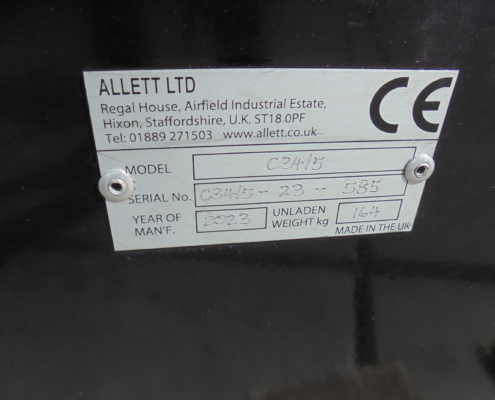 ALLETT LTD
Regal House, Airfield Industrial Estate,
Hixon, Staffordshire, U.K. ST18 0PF
Tel: 01889 271503 www.allett.co.uk
CE
MODEL C34/5
SERIAL No. C34/5-23-585
YEAR OF MAN'F. 2023 UNLADEN WEIGHT kg 164
MADE IN THE UK